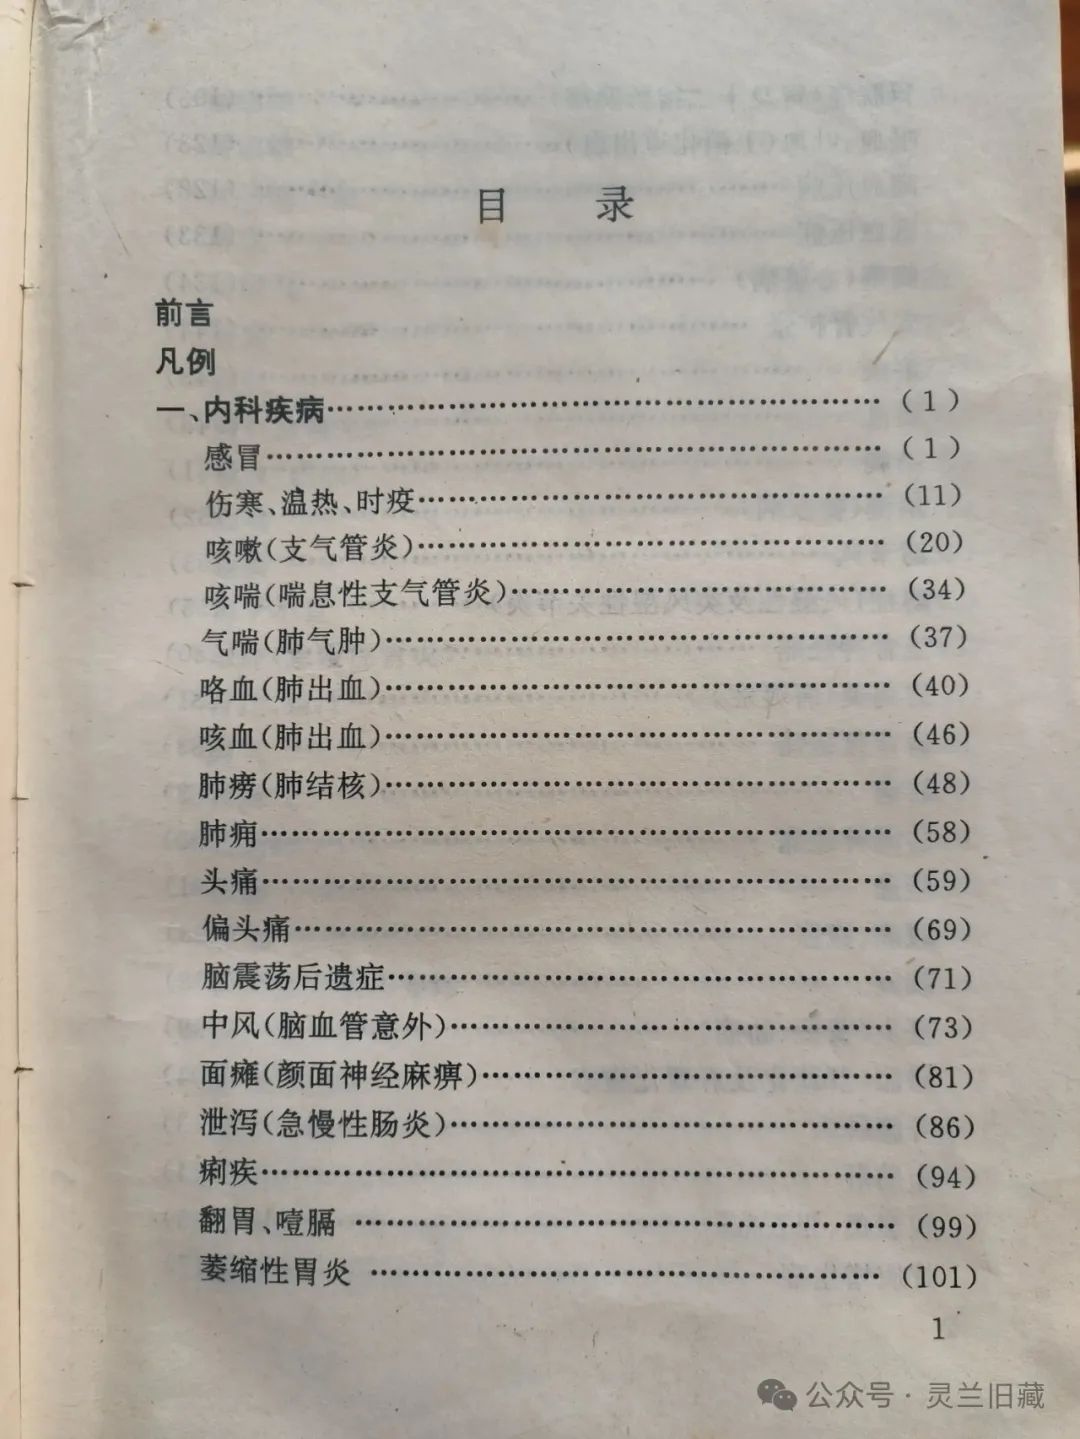 目 录
前言
凡例
一、内科疾病………………………………………………(1)
感冒………………………………………………(1)
伤寒、温热、时疫………………………………………………(11)
咳嗽(支气管炎)………………………………………………(20)
咳喘(喘息性支气管炎)………………………………………………(34)
气喘(肺气肿)………………………………………………(37)
咯血(肺出血)………………………………………………(40)
咳血(肺出血)………………………………………………(46)
肺痨(肺结核)………………………………………………(48)
肺痈………………………………………………(58)
头痛………………………………………………(59)
偏头痛………………………………………………(69)
脑震荡后遗症………………………………………………(71)
中风(脑血管意外)………………………………………………(73)
面瘫(颜面神经麻痹)………………………………………………(81)
泄泻(急慢性肠炎)………………………………………………(86)
痢疾………………………………………………(94)
翻胃、噎膈………………………………………………(99)
萎缩性胃炎………………………………………………(101)
1
公众号·灵兰旧藏